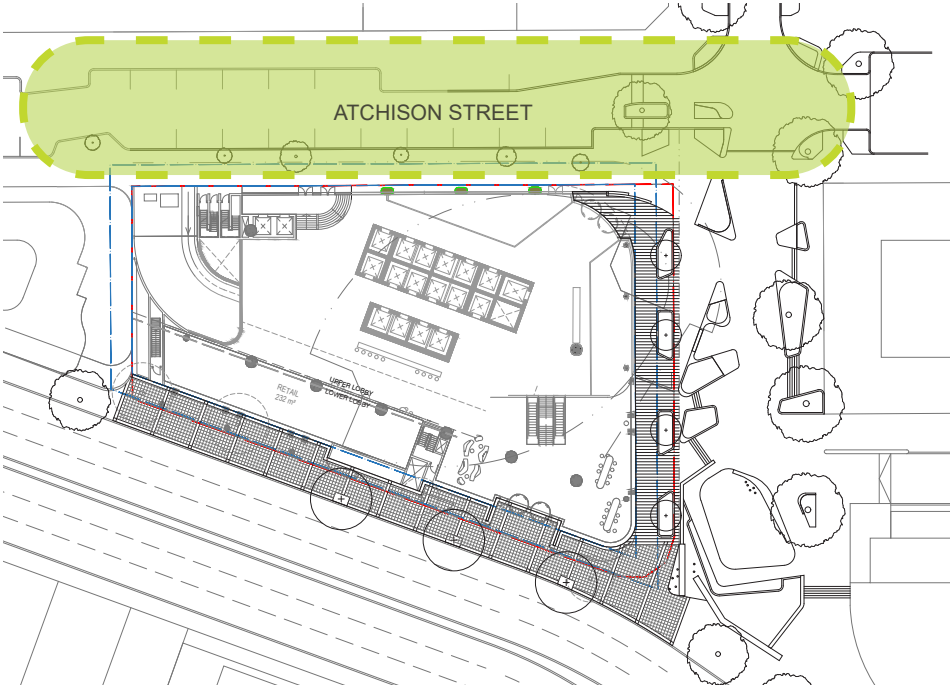 ATCHISON STREET
UPPER LOBBY
LOWER LOBBY
RETAIL
232 m²